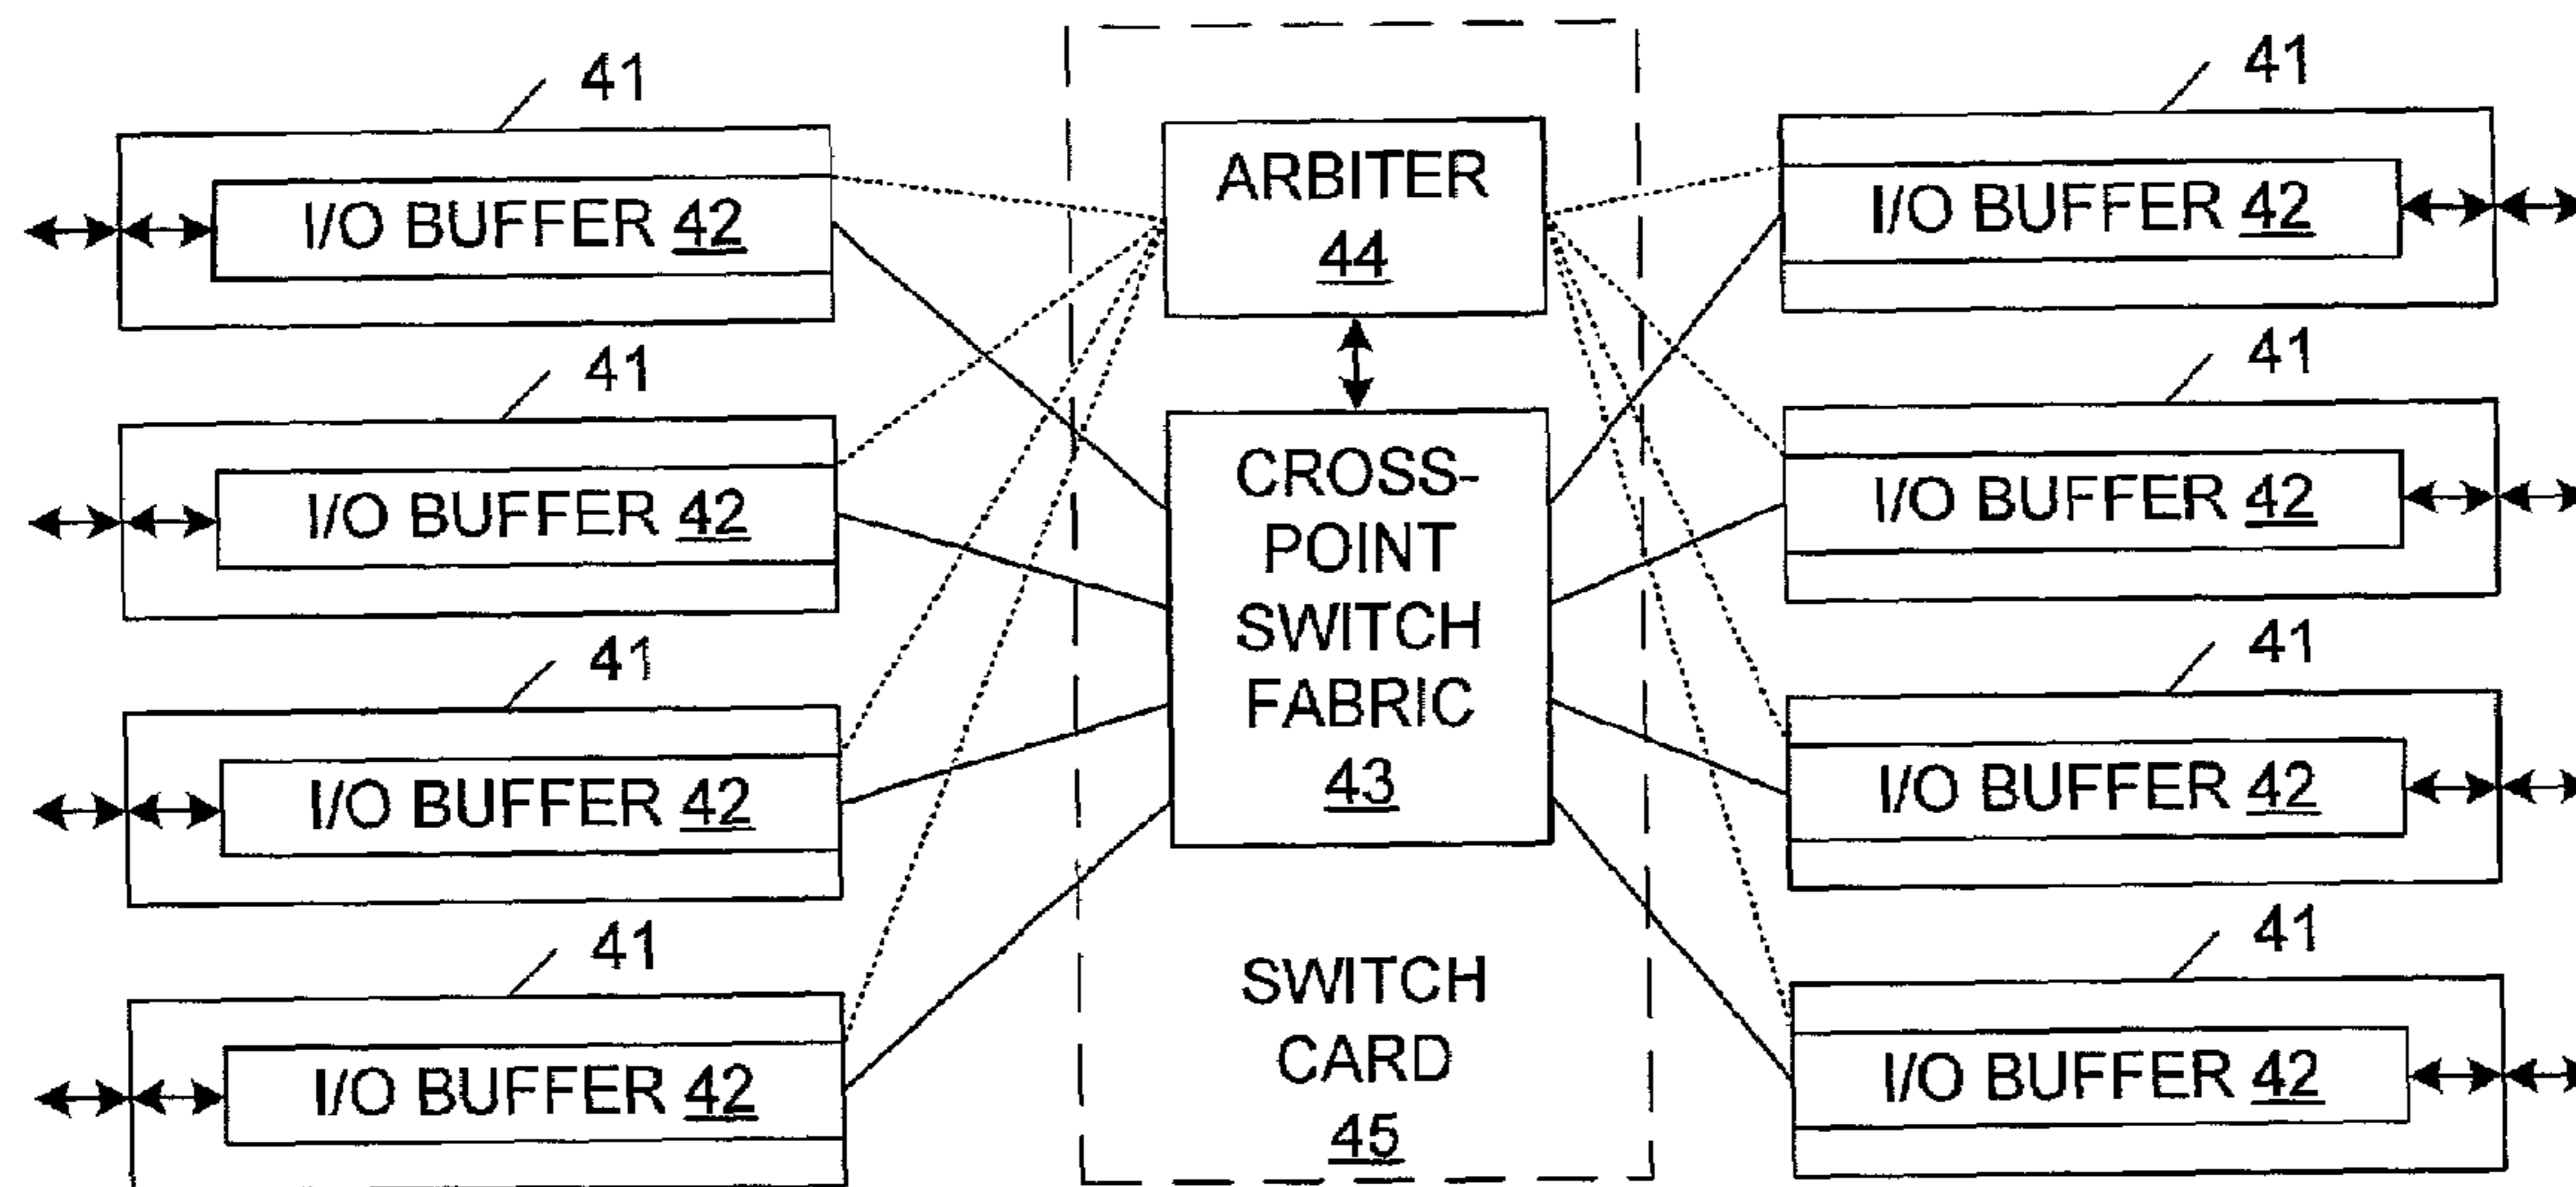 41
I/O BUFFER 42
41
I/O BUFFER 42
41
I/O BUFFER 42
41
I/O BUFFER 42
ARBITER
44
CROSS-
POINT
SWITCH
FABRIC
43
SWITCH
CARD
45
41
I/O BUFFER 42
41
I/O BUFFER 42
41
I/O BUFFER 42
41
I/O BUFFER 42